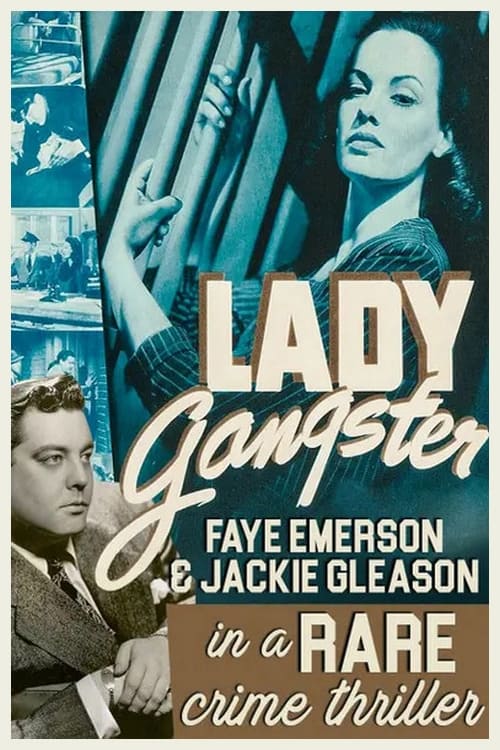 LADY
Gangster
FAYE EMERSON
& JACKIE GLEASON
in a RARE
crime thriller